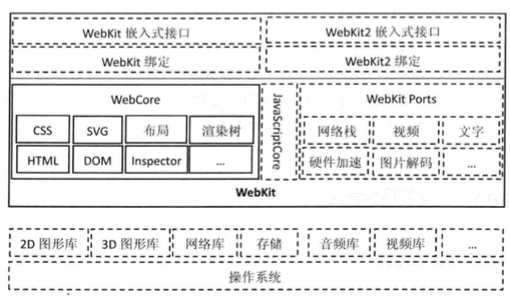 WebKit 嵌入式接口
WebKit2 嵌入式接口
WebKit 绑定
WebKit2 绑定
WebCore
CSS
SVG
布局
渲染树
HTML
DOM
Inspector
...
JavaScriptCore
WebKit Ports
网络栈
视频
文字
硬件加速
图片解码
...
WebKit
2D 图形库
3D 图形库
网络库
存储
音频库
视频库
...
操作系统